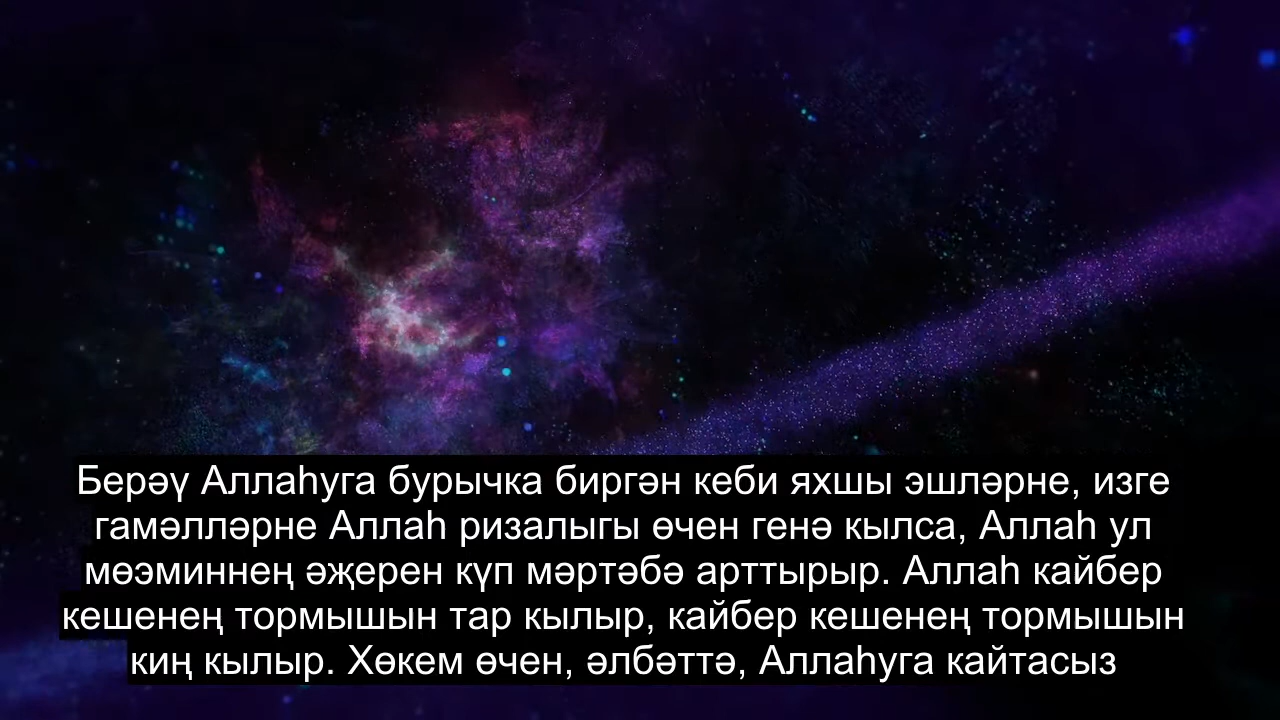 Берәү Аллаһуга бурычка биргән кеби яхшы эшләрне, изге
гамәлләрне Аллаһ ризалыгы өчен генә кылса, Аллаһ ул
мөэминнең әҗерен күп мәртәбә арттырыр. Аллаһ кайбер
кешенең тормышын тар кылыр, кайбер кешенең тормышын
киң кылыр. Хөкем өчен, әлбәттә, Аллаһуга кайтасыз